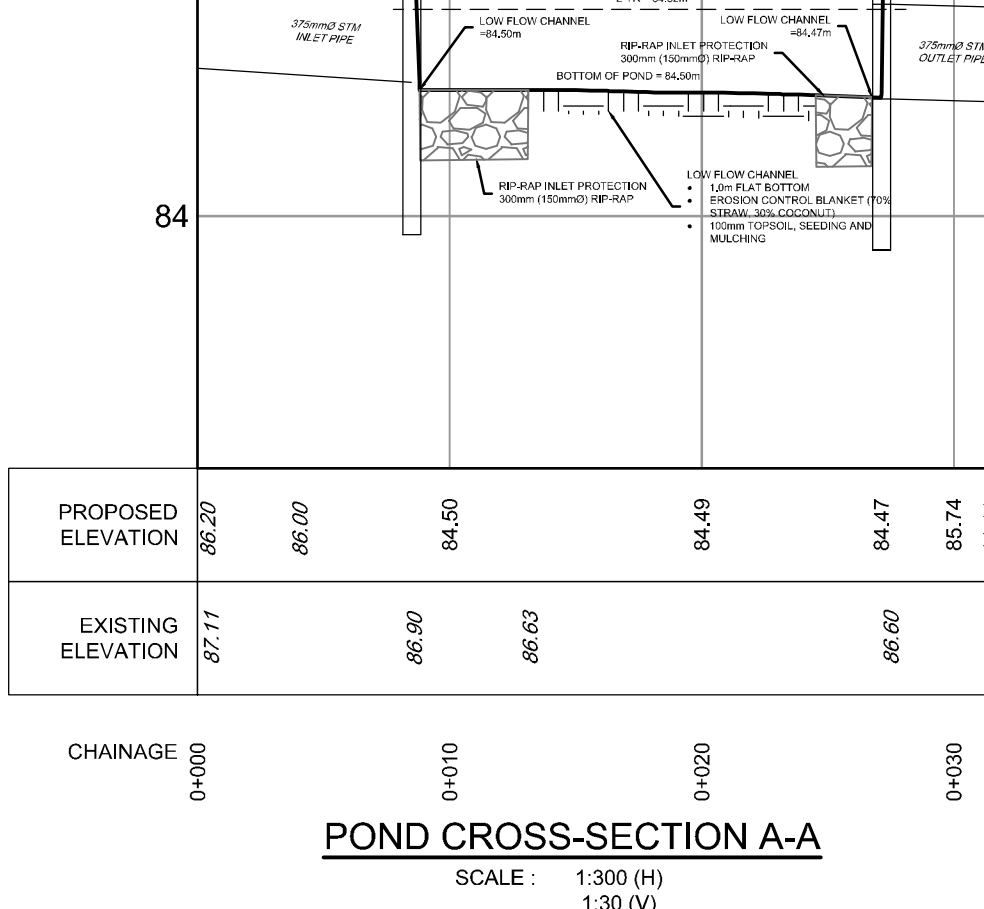 375mmØ STM
INLET PIPE
LOW FLOW CHANNEL
=84.50m
LOW FLOW CHANNEL
=84.47m
RIP-RAP INLET PROTECTION
300mm (150mmØ) RIP-RAP
375mmØ STM
OUTLET PIPE
BOTTOM OF POND = 84.50m
RIP-RAP INLET PROTECTION
300mm (150mmØ) RIP-RAP
LOW FLOW CHANNEL
• 1.0m FLAT BOTTOM
• EROSION CONTROL BLANKET (70%
STRAW, 30% COCONUT)
• 100mm TOPSOIL, SEEDING AND
MULCHING
84
PROPOSED
ELEVATION
86.20
86.00
84.50
84.49
84.47
85.74
EXISTING
ELEVATION
87.11
86.90
86.63
86.60
CHAINAGE
0+000
0+010
0+020
0+030
POND CROSS-SECTION A-A
SCALE : 1:300 (H)
1:30 (V)